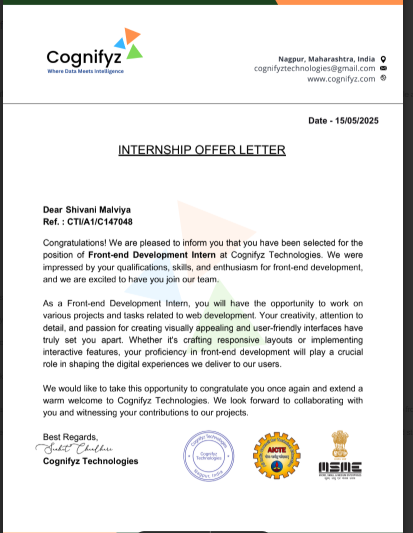 Cognifyz
Where Data Meets Intelligence
Nagpur, Maharashtra, India
cognifyztechnologies@gmail.com
www.cognifyz.com
Date - 15/05/2025
INTERNSHIP OFFER LETTER
Dear Shivani Malviya
Ref. : CTI/A1/C147048
Congratulations! We are pleased to inform you that you have been selected for the
position of Front-end Development Intern at Cognifyz Technologies. We were
impressed by your qualifications, skills, and enthusiasm for front-end development,
and we are excited to have you join our team.
As a Front-end Development Intern, you will have the opportunity to work on
various projects and tasks related to web development. Your creativity, attention to
detail, and passion for creating visually appealing and user-friendly interfaces have
truly set you apart. Whether it's crafting responsive layouts or implementing
interactive features, your proficiency in front-end development will play a crucial
role in shaping the digital experiences we deliver to our users.
We would like to take this opportunity to congratulate you once again and extend a
warm welcome to Cognifyz Technologies. We look forward to collaborating with
you and witnessing your contributions to our projects.
Best Regards,
Cognifyz Technologies
Cognifyz Technologies
Cognifyz
Technologies
Nagpur, India
AICTE
MSME